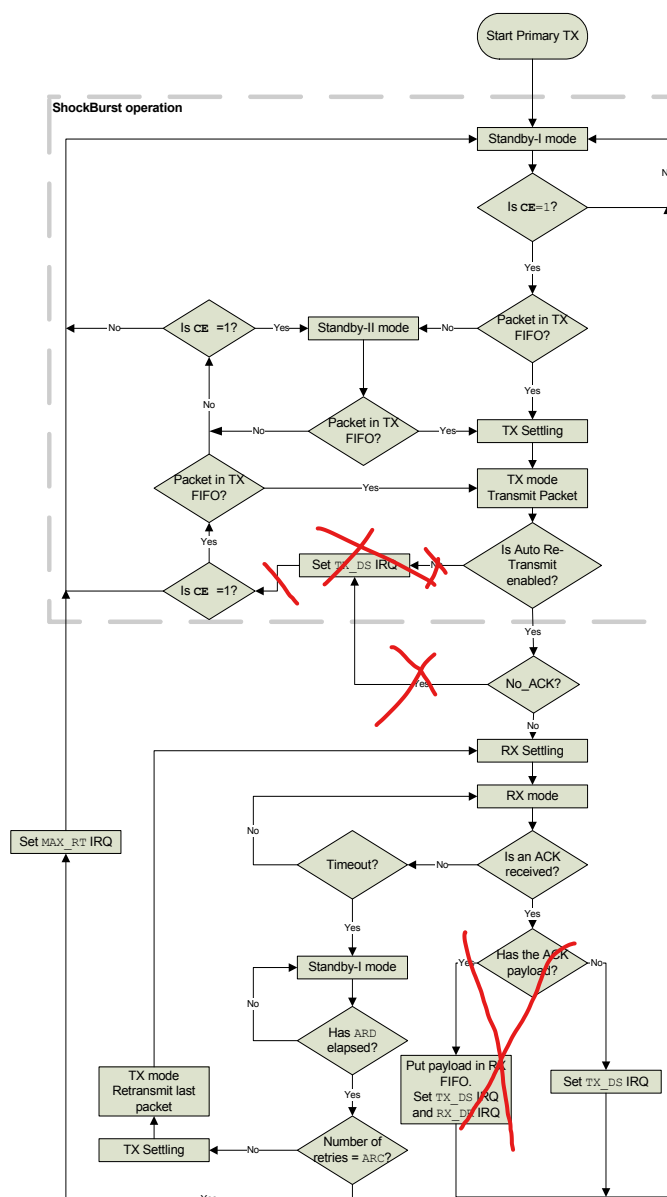 Start Primary TX
ShockBurst operation
Standby-I mode
N
Is CE=1?
Yes
Is CE =1?
No
Yes
Standby-II mode
No
Packet in TX
FIFO?
Yes
No
Packet in TX
FIFO?
No
Yes
TX Settling
Packet in TX
FIFO?
Yes
TX mode
Transmit Packet
Yes
Set TX_DS IRQ
No
Is Auto Re-
Transmit
enabled?
Is CE =1?
Yes
Yes
No_ACK?
No
RX Settling
RX mode
No
Set MAX_RT IRQ
Timeout?
No
Is an ACK
received?
Yes
Yes
Standby-I mode
Yes
Has the ACK
payload?
No
No
Has ARD
elapsed?
TX mode
Retransmit last
packet
Put payload in RX
FIFO.
Set TX_DS IRQ
and RX_DR IRQ
Set TX_DS IRQ
Yes
TX Settling
No
Number of
retries = ARC?
Yes